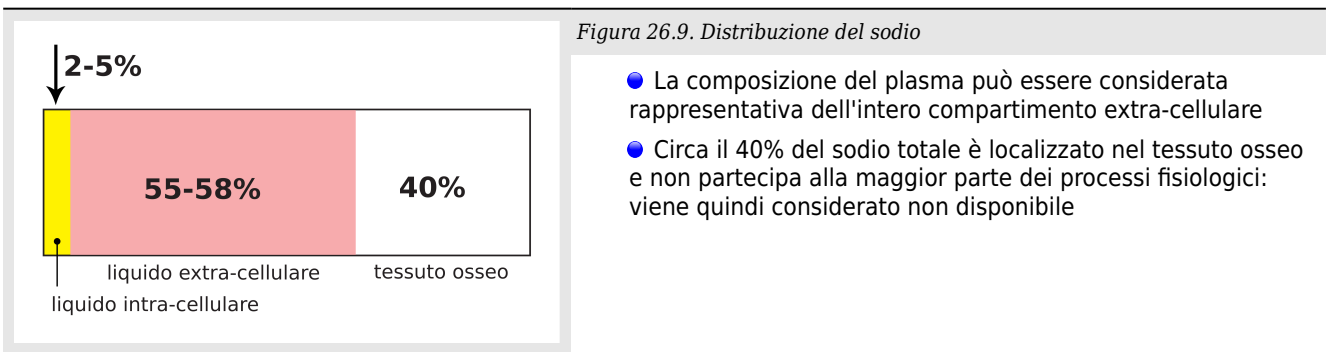 Figura 26.9. Distribuzione del sodio
2-5%
55-58%
40%
liquido extra-cellulare
tessuto osseo
liquido intra-cellulare
La composizione del plasma può essere considerata
rappresentativa dell'intero compartimento extra-cellulare
Circa il 40% del sodio totale è localizzato nel tessuto osseo
e non partecipa alla maggior parte dei processi fisiologici:
viene quindi considerato non disponibile